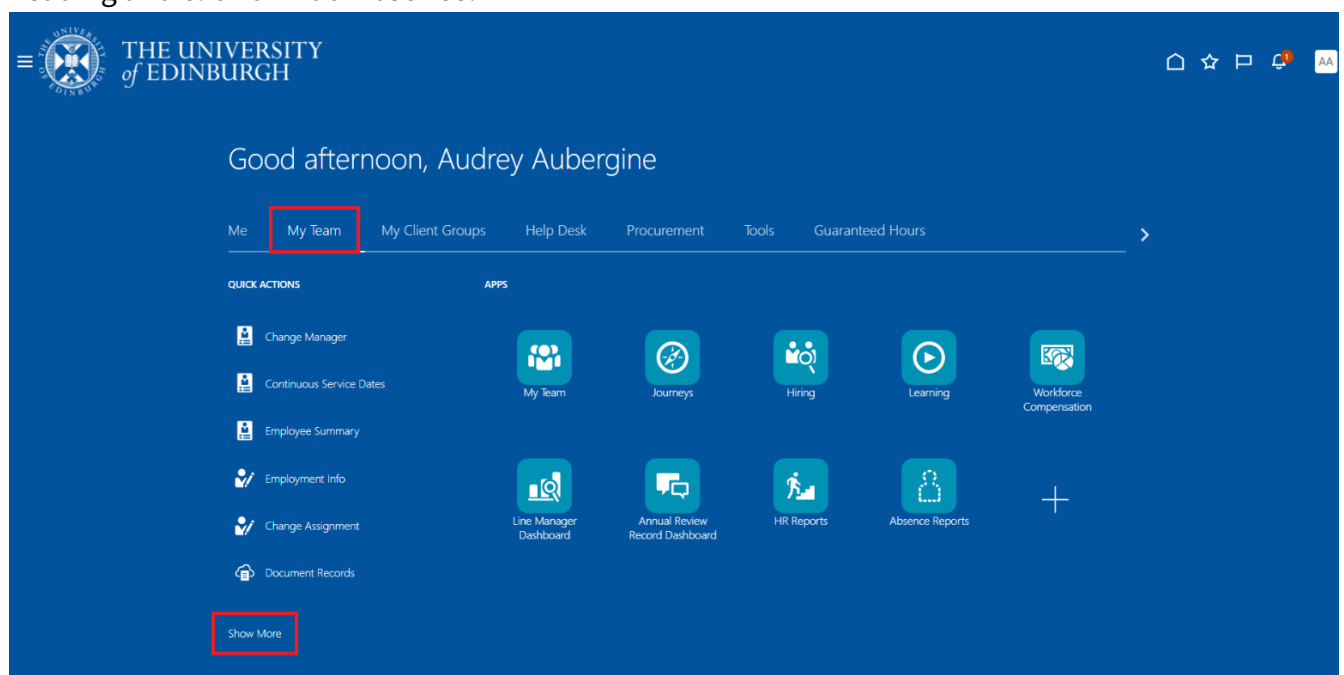 THE UNIVERSITY
of EDINBURGH
1
AA
Good afternoon, Audrey Aubergine
Me My Team My Client Groups Help Desk Procurement Tools Guaranteed Hours
QUICK ACTIONS APPS
Change Manager
Continuous Service Dates
Employee Summary
Employment Info
Change Assignment
Document Records
Show More
My Team Journeys Hiring Learning Workforce
Compensation
Line Manager Annual Review HR Reports Absence Reports
Dashboard Record Dashboard